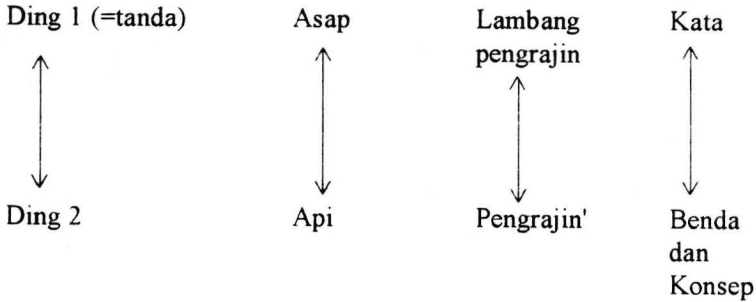 Ding 1 (=tanda) Asap Lambang Kata
pengrajin
Ding 2 Api Pengrajin' Benda
dan
Konsep